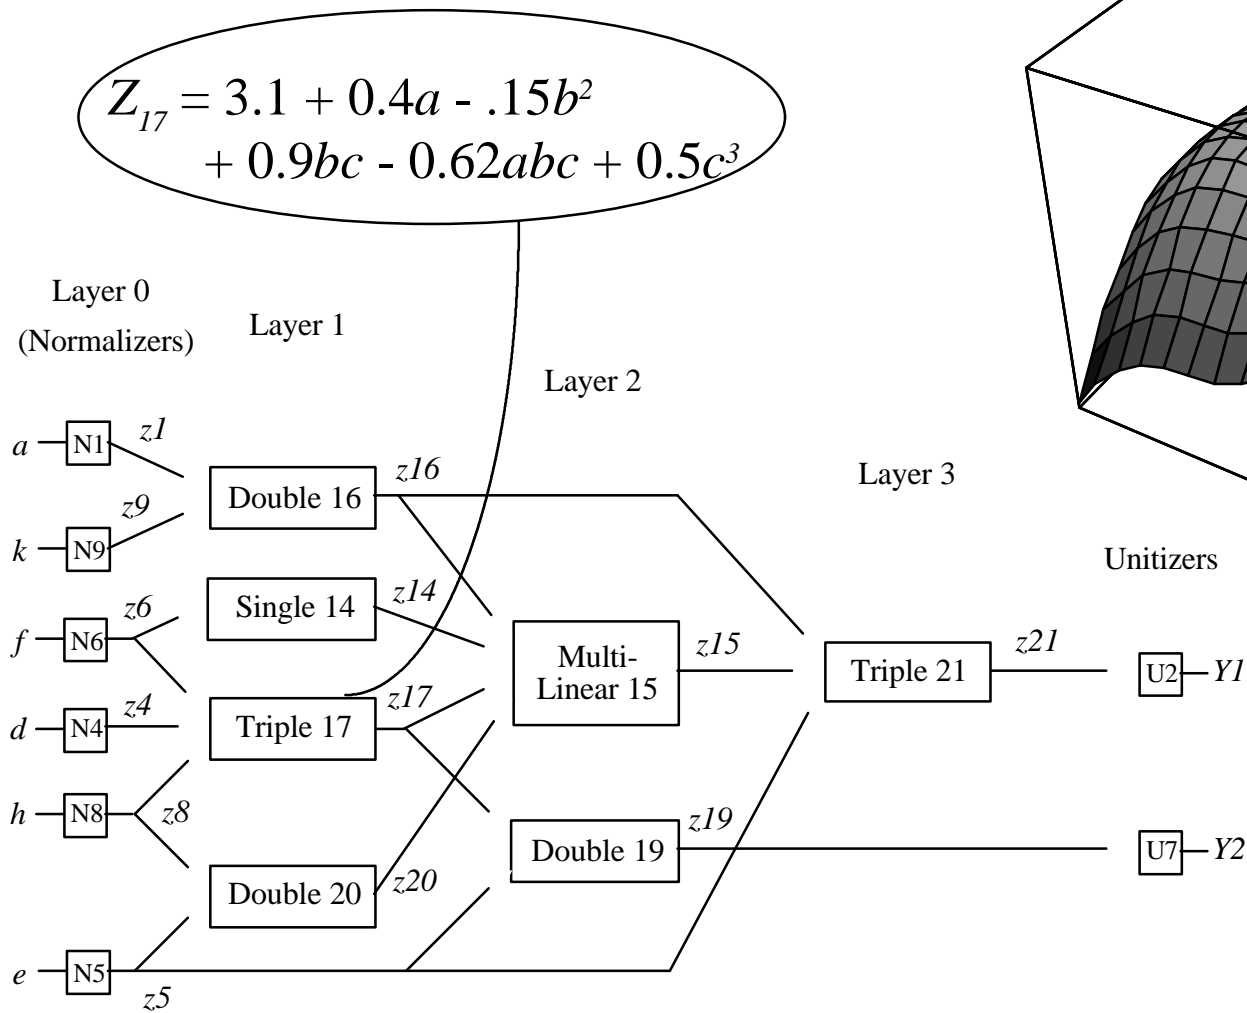 Z17 = 3.1 + 0.4a - .15b²
+ 0.9bc - 0.62abc + 0.5c³
Layer 0
(Normalizers)
Layer 1
Layer 2
Layer 3
Unitizers
a
N1
z1
k
N9
z9
f
N6
z6
d
N4
z4
h
N8
z8
e
N5
z5
Double 16
z16
Single 14
z14
Triple 17
z17
Double 20
z20
Multi-
Linear 15
z15
Double 19
z19
Triple 21
z21
U2
Y1
U7
Y2